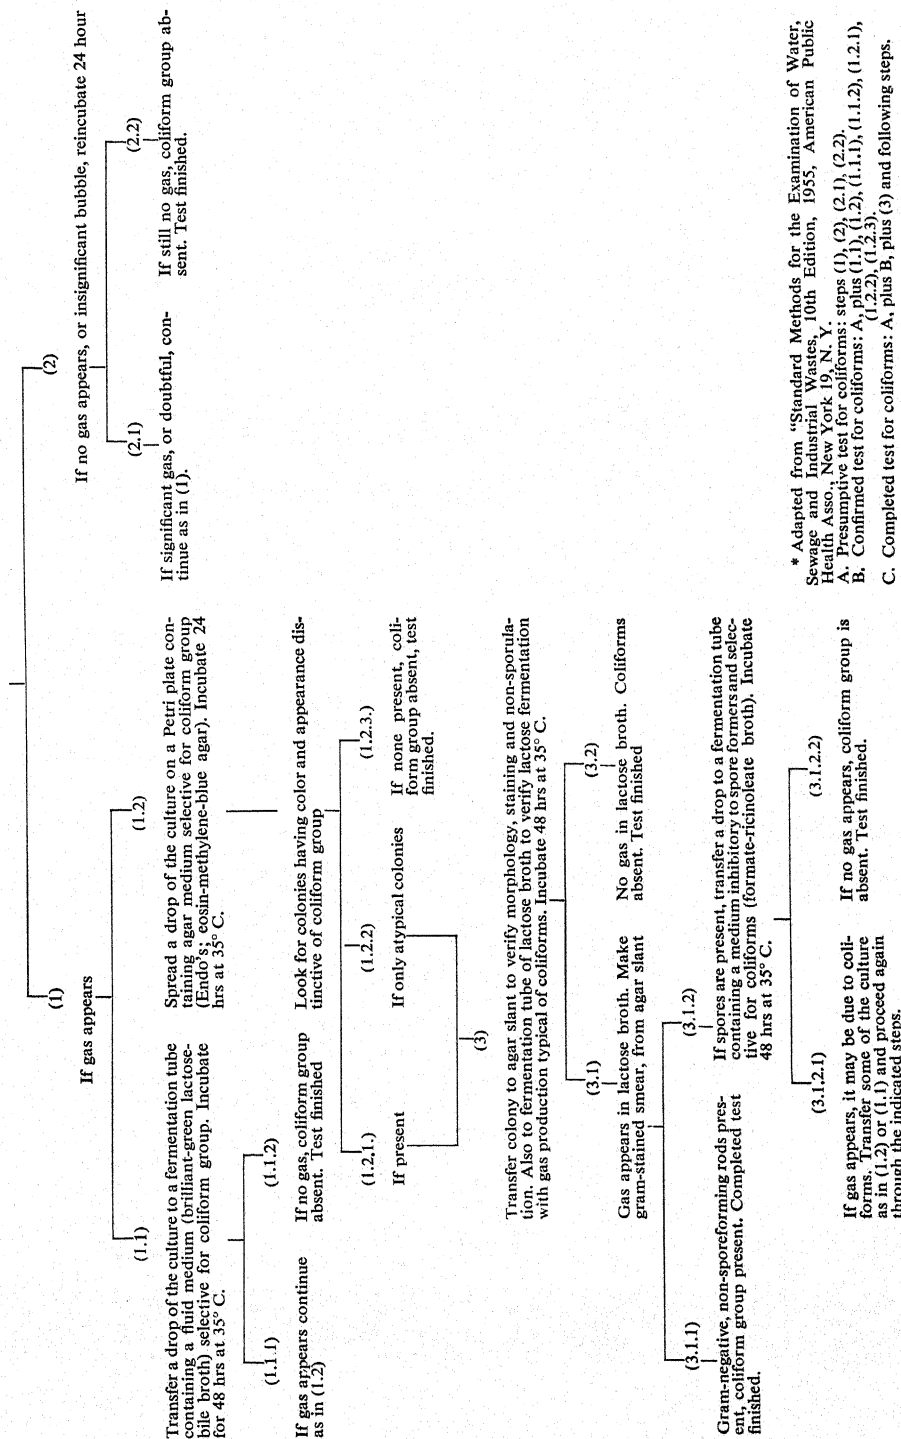 (1)
If gas appears
(2)
If no gas appears, or insignificant bubble, reincubate 24 hour
(1.1)
Transfer a drop of the culture to a fermentation tube
containing a fluid medium (brilliant-green lactose-
bile broth) selective for coliform group. Incubate
for 48 hrs at 35° C.
(1.2)
Spread a drop of the culture on a Petri plate con-
taining agar medium selective for coliform group
(Endo's; eosin-methylene-blue agar). Incubate 24
hrs at 35° C.
(2.1)
If significant gas, or doubtful, con-
tinue as in (1).
(2.2)
If still no gas, coliform group ab-
sent. Test finished.
(1.1.1)
If gas appears continue
as in (1.2)
(1.1.2)
If no gas, coliform group
absent. Test finished
Look for colonies having color and appearance dis-
tinctive of coliform group
(1.2.1.)
If present
(1.2.2)
If only atypical colonies
(1.2.3.)
If none present, coli-
form group absent, test
finished.
(3)
Transfer colony to agar slant to verify morphology, staining and non-sporula-
tion. Also to fermentation tube of lactose broth to verify lactose fermentation
with gas production typical of coliforms. Incubate 48 hrs at 35° C.
(3.1)
Gas appears in lactose broth. Make
gram-stained smear, from agar slant
(3.2)
No gas in lactose broth. Coliforms
absent. Test finished
(3.1.1)
Gram-negative, non-sporeforming rods pres-
ent, coliform group present. Completed test
finished.
(3.1.2)
If spores are present, transfer a drop to a fermentation tube
containing a medium inhibitory to spore formers and selec-
tive for coliforms (formate-ricinoleate broth). Incubate
48 hrs at 35° C.
(3.1.2.1)
If gas appears, it may be due to coli-
forms. Transfer some of the culture
as in (1.2) or (1.1) and proceed again
through the indicated steps.
(3.1.2.2)
If no gas appears, coliform group is
absent. Test finished.
* Adapted from “Standard Methods for the Examination of Water,
Sewage and Industrial Wastes, 10th Edition, 1955, American Public
Health Asso., New York 19, N. Y.
A. Presumptive test for coliforms: steps (1), (2), (2.1), (2.2).
B. Confirmed test for coliforms: A, plus (1.1), (1.2), (1.1.1), (1.1.2), (1.2.1),
(1.2.2), (1.2.3).
C. Completed test for coliforms: A, plus B, plus (3) and following steps.